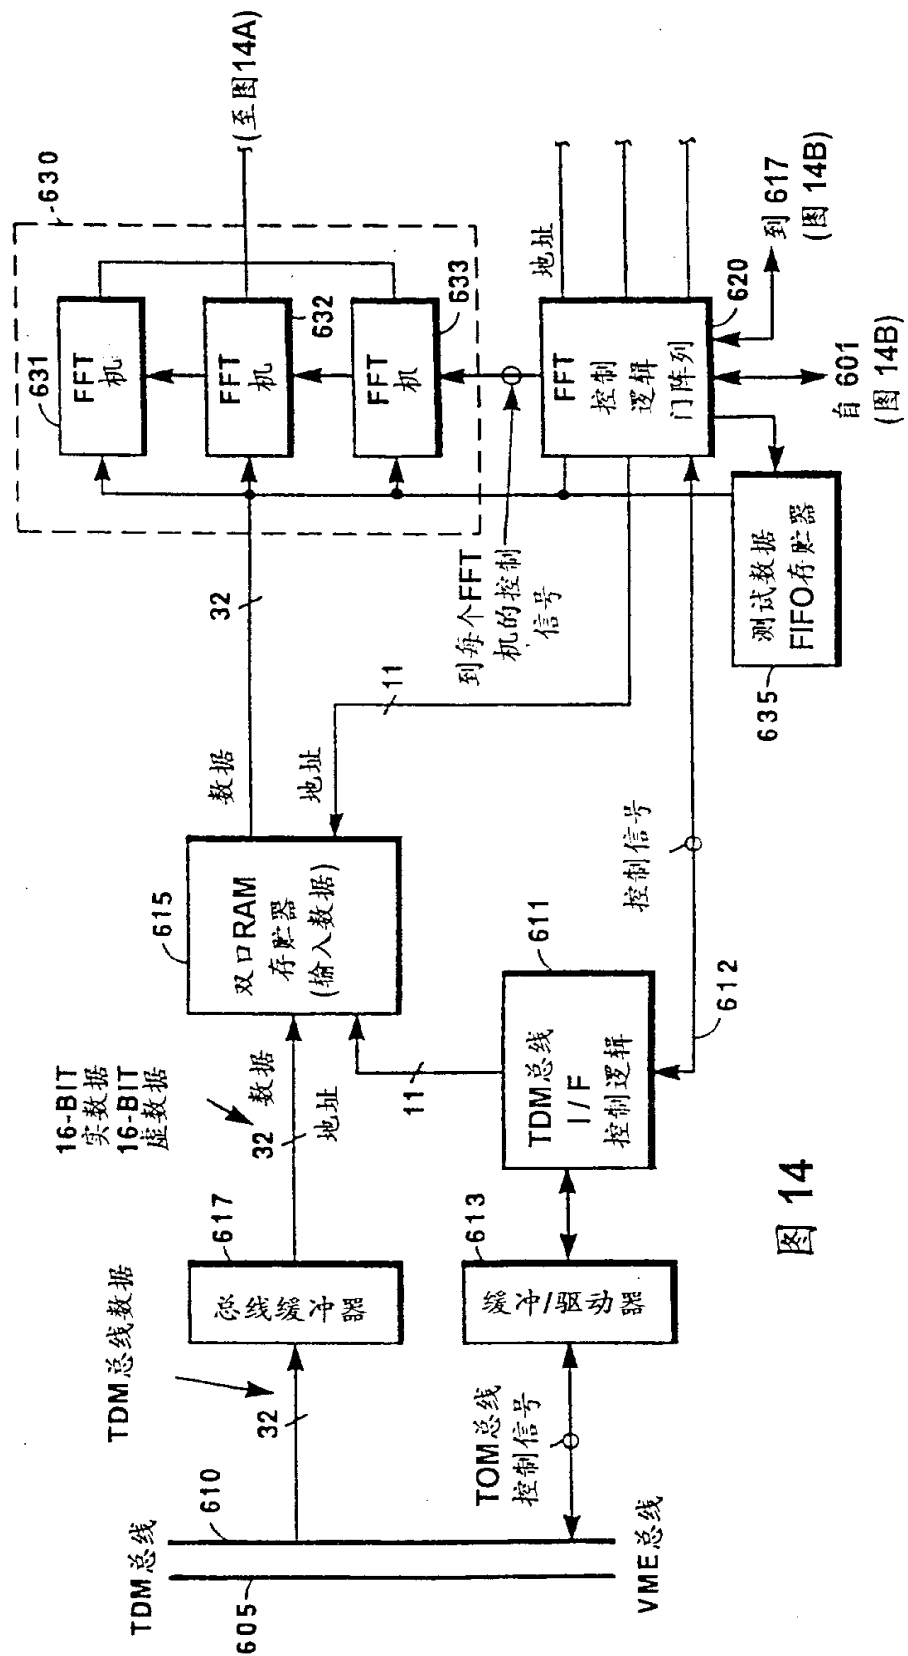 TDM总线
605
610
VME总线
TDM总线数据
32
TOM总线
控制信号
617
总线缓冲器
613
缓冲/驱动器
16-BIT
实数据
16-BIT
虚数据
32
数据
地址
11
611
TDM总线
I/F
控制逻辑
612
控制信号
615
双口RAM
存贮器
(输入数据)
数据
32
地址
11
到每个FFT
机的控制
信号
630
631
FFT
机
632
FFT
机
633
FFT
机
(至图14A)
FFT
控制
逻辑
门阵列
620
地址
635
测试数据
FIFO存贮器
自601
(图 14B)
到617
(图 14B)
图 14